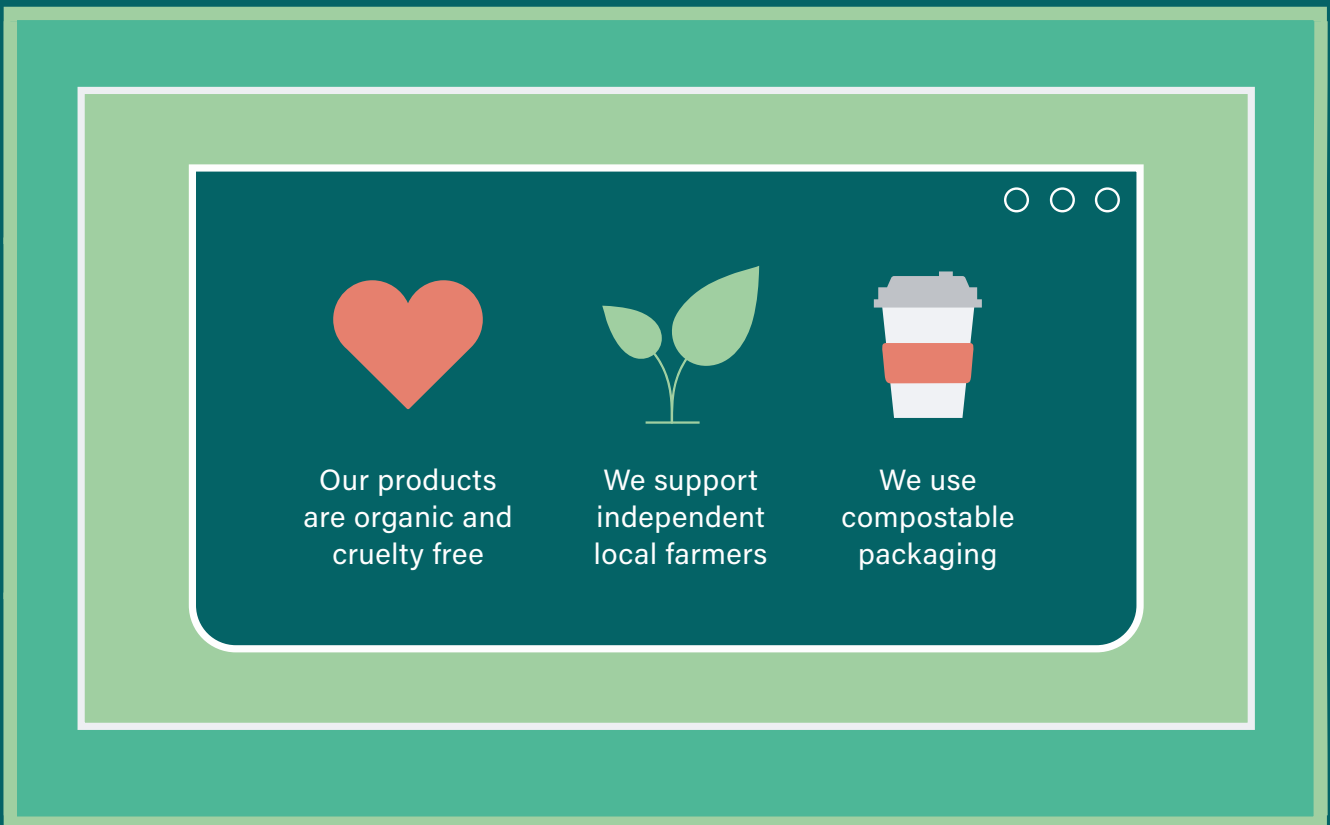 Our products
are organic and
cruelty free
We support
independent
local farmers
We use
compostable
packaging